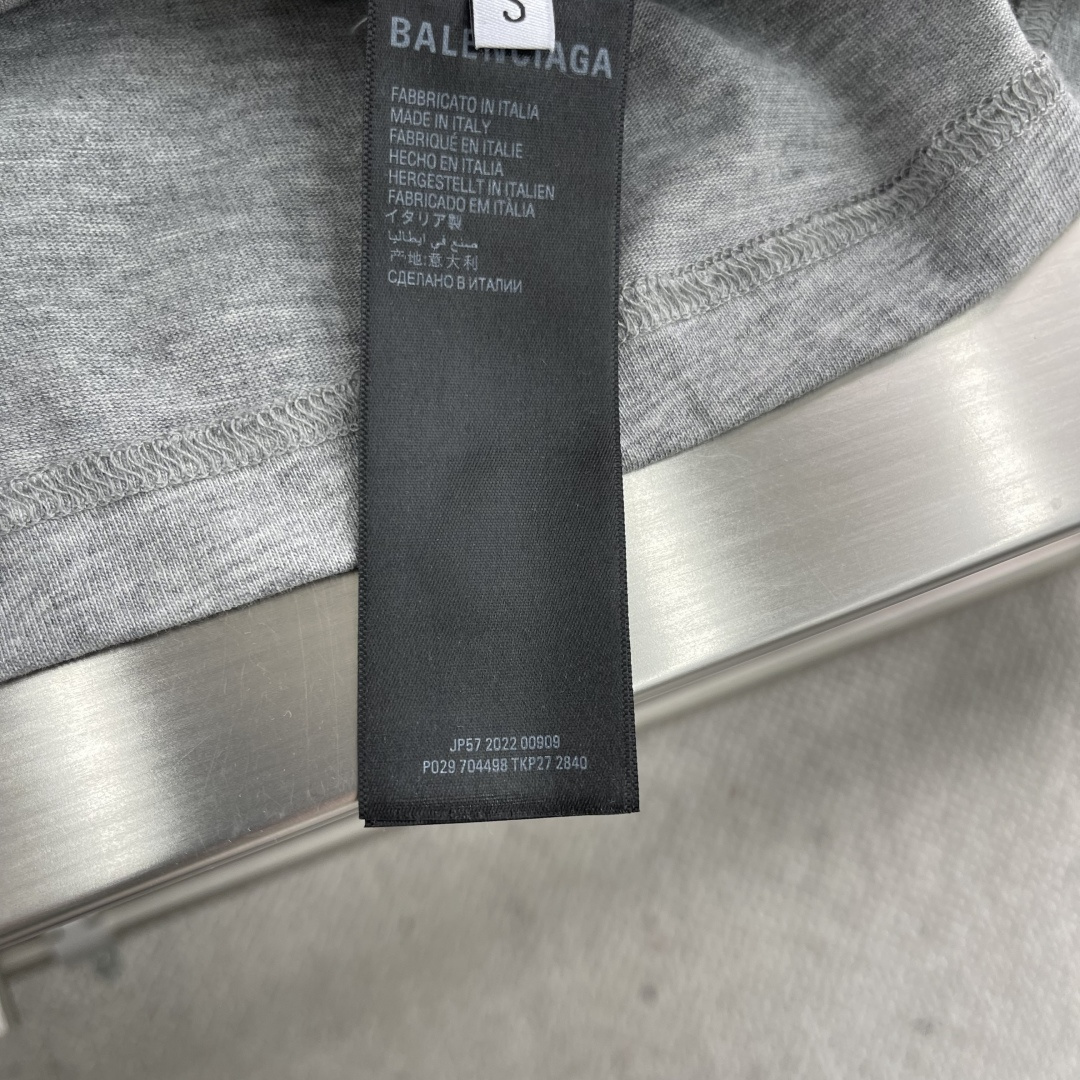 S
BALENCIAGA
FABBRICATO IN ITALIA
MADE IN ITALY
FABRIQUÉ EN ITALIE
HECHO EN ITALIA
HERGESTELLT IN ITALIEN
FABRICADO EM ITÁLIA
イタリア製
صنع في ايطاليا
产地:意大利
СДЕЛАНО В ИТАЛИИ
JP57 2022 00909
P029 704498 TKP27 2840